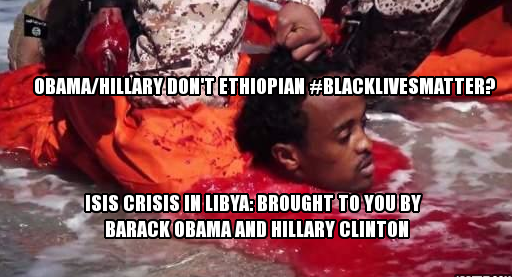 OBAMA/HILLARY DON'T ETHIOPIAN #BLACKLIVESMATTER?
ISIS CRISIS IN LIBYA: BROUGHT TO YOU BY
BARACK OBAMA AND HILLARY CLINTON